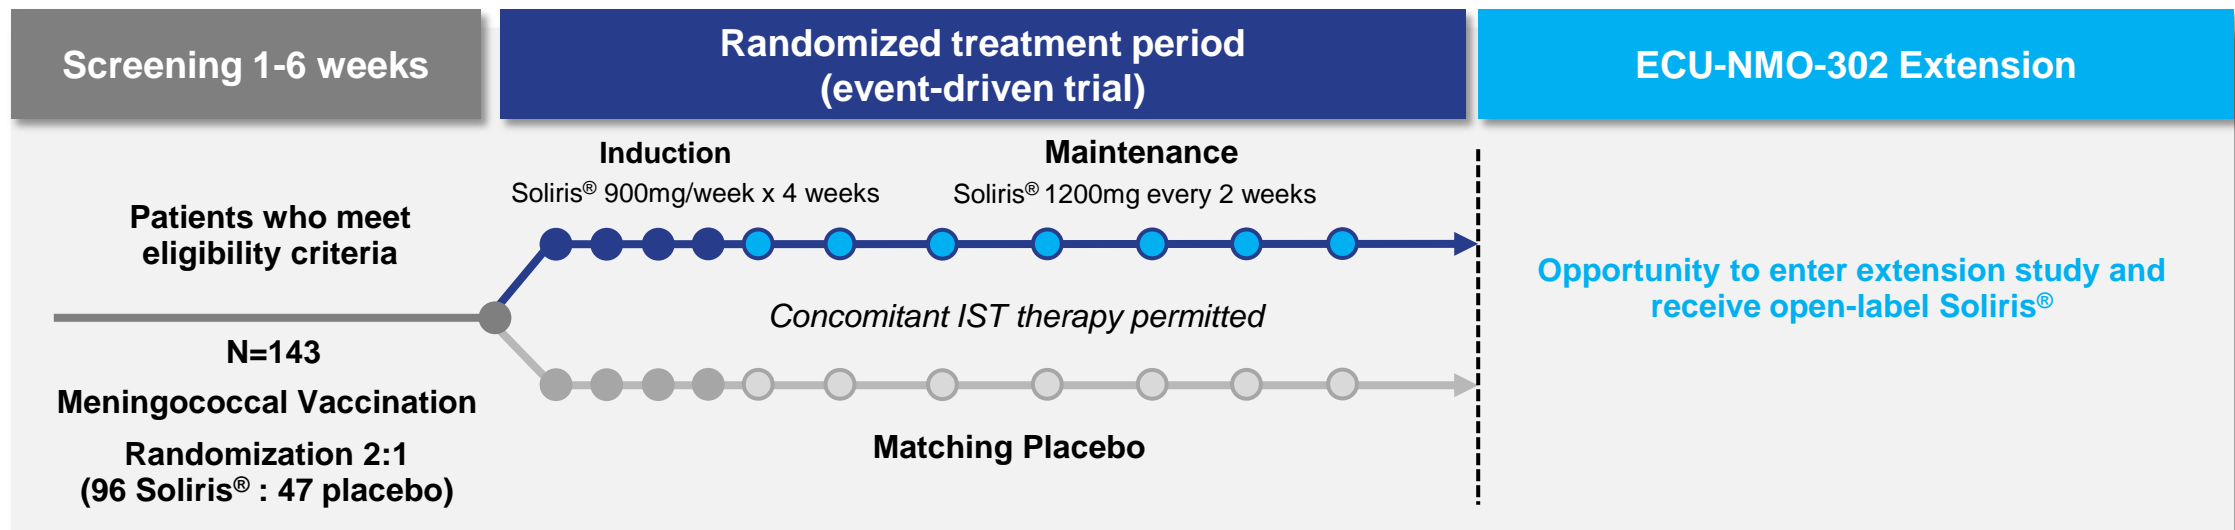 Screening 1-6 weeks
Randomized treatment period
(event-driven trial)
ECU-NMO-302 Extension
Patients who meet
eligibility criteria
N=143
Meningococcal Vaccination
Randomization 2:1
(96 Soliris® : 47 placebo)
Induction
Soliris® 900mg/week x 4 weeks
Maintenance
Soliris® 1200mg every 2 weeks
Concomitant IST therapy permitted
Matching Placebo
Opportunity to enter extension study and
receive open-label Soliris®